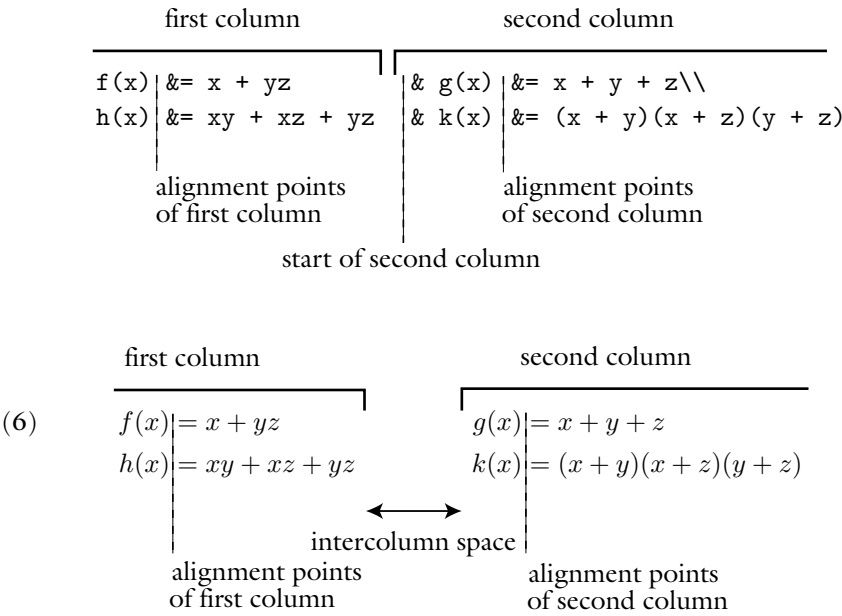 first column second column
f(x) &= x + yz & g(x) &= x + y + z\\
h(x) &= xy + xz + yz & k(x) &= (x + y)(x + z)(y + z)
alignment points alignment points
of first column of second column
start of second column
first column second column
(6) f(x) = x + yz g(x) = x + y + z
h(x) = xy + xz + yz k(x) = (x + y)(x + z)(y + z)
intercolumn space
alignment points alignment points
of first column of second column